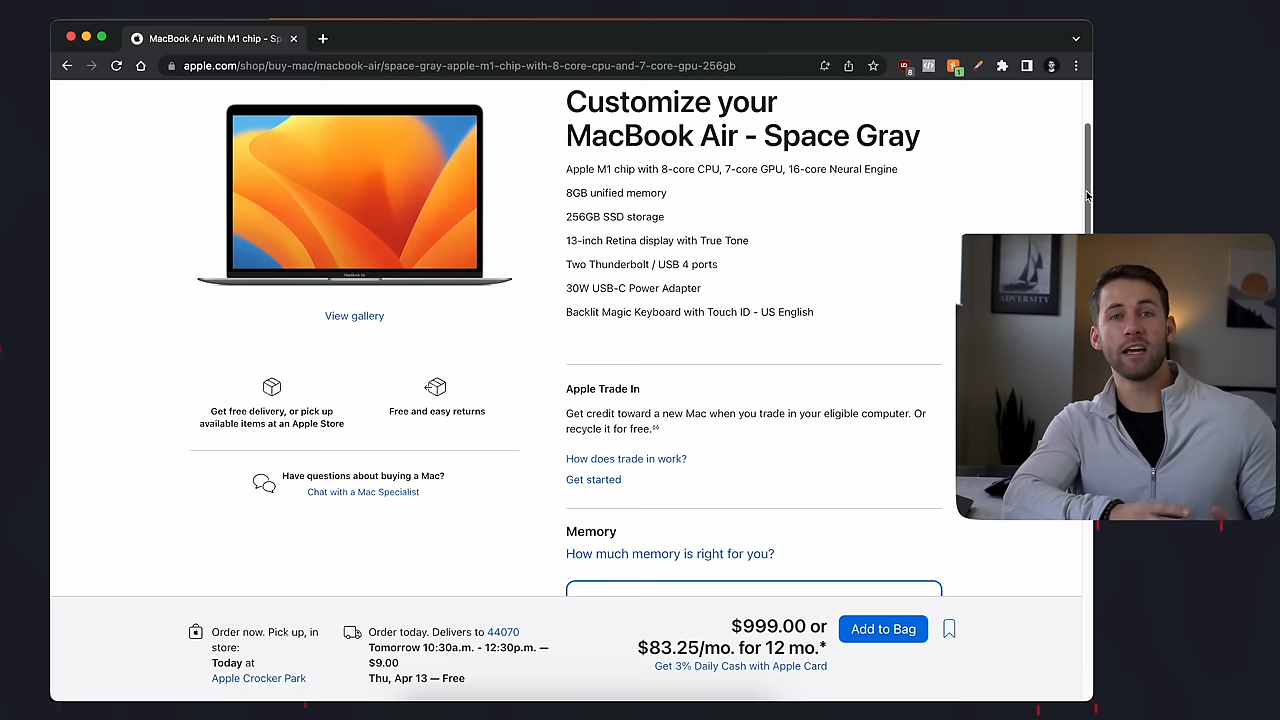 MacBook Air with M1 chip - Sp
apple.com/shop/buy-mac/macbook-air/space-gray-apple-m1-chip-with-8-core-cpu-and-7-core-gpu-256gb
8
1
Customize your
MacBook Air - Space Gray
Apple M1 chip with 8-core CPU, 7-core GPU, 16-core Neural Engine
8GB unified memory
256GB SSD storage
13-inch Retina display with True Tone
Two Thunderbolt / USB 4 ports
30W USB-C Power Adapter
Backlit Magic Keyboard with Touch ID - US English
MacBook Air
View gallery
Get free delivery, or pick up
available items at an Apple Store
Free and easy returns
Have questions about buying a Mac?
Chat with a Mac Specialist
Apple Trade In
Get credit toward a new Mac when you trade in your eligible computer. Or
recycle it for free.◊◊
How does trade in work?
Get started
Memory
How much memory is right for you?
ADVERSITY
Order now. Pick up, in
store:
Today at
Apple Crocker Park
Order today. Delivers to 44070
Tomorrow 10:30a.m. - 12:30p.m. —
$9.00
Thu, Apr 13 — Free
$999.00 or
$83.25/mo. for 12 mo.*
Get 3% Daily Cash with Apple Card
Add to Bag